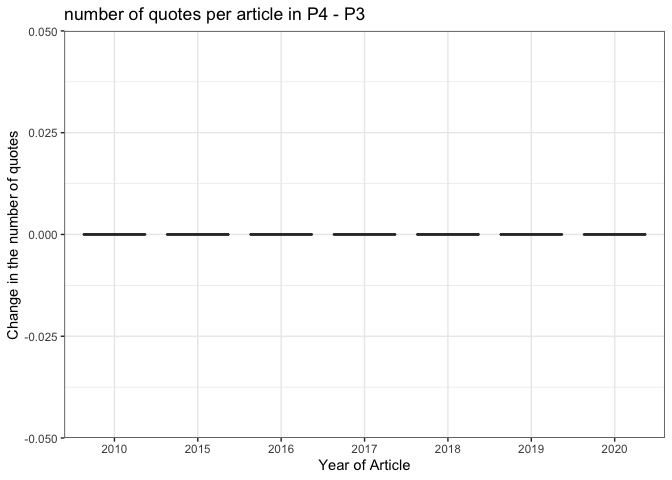 number of quotes per article in P4 - P3
Change in the number of quotes
0.050
0.025
0.000
-0.025
-0.050
2010 2015 2016 2017 2018 2019 2020
Year of Article